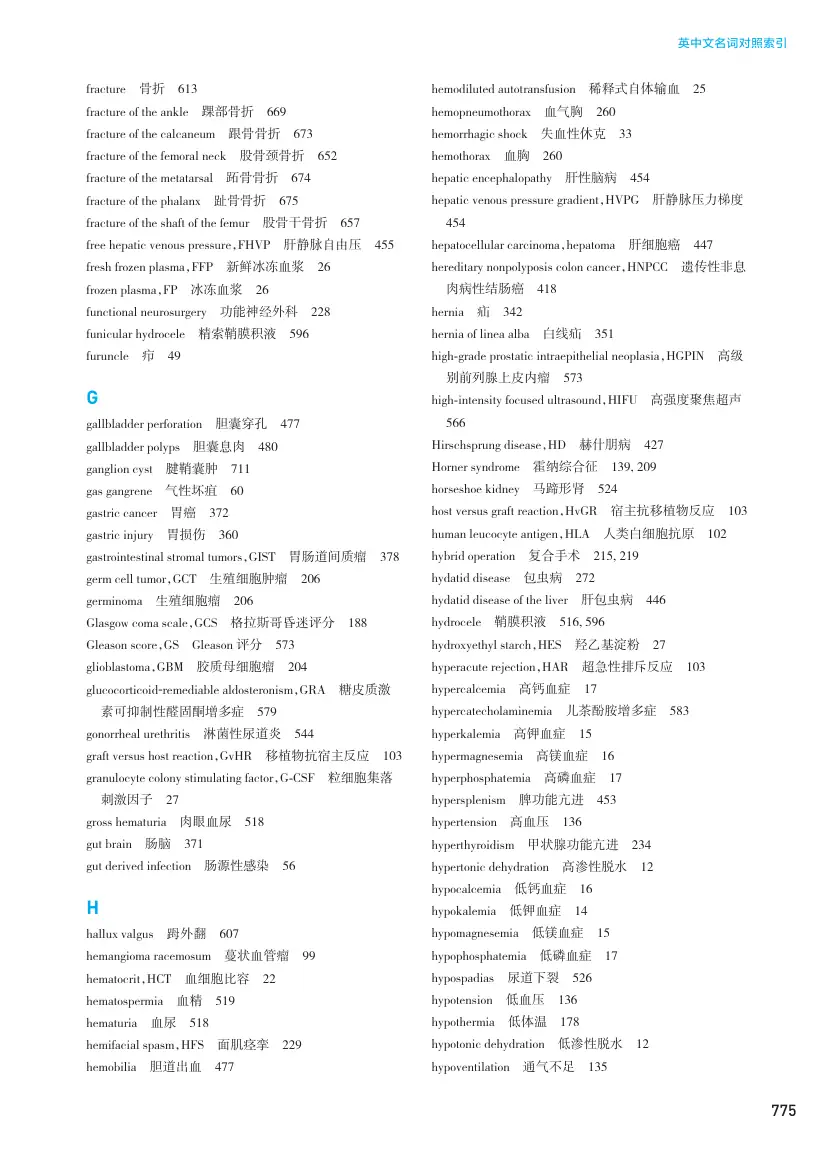 英中文名词对照索引
fracture 骨折 613
fracture of the ankle 踝部骨折 669
fracture of the calcaneum 跟骨骨折 673
fracture of the femoral neck 股骨颈骨折 652
fracture of the metatarsal 跖骨骨折 674
fracture of the phalanx 趾骨骨折 675
fracture of the shaft of the femur 股骨干骨折 657
free hepatic venous pressure,FHVP 肝静脉自由压 455
fresh frozen plasma,FFP 新鲜冰冻血浆 26
frozen plasma,FP 冰冻血浆 26
functional neurosurgery 功能神经外科 228
funicular hydrocele 精索鞘膜积液 596
furuncle 疖 49
G
gallbladder perforation 胆囊穿孔 477
gallbladder polyps 胆囊息肉 480
ganglion cyst 腱鞘囊肿 711
gas gangrene 气性坏疽 60
gastric cancer 胃癌 372
gastric injury 胃损伤 360
gastrointestinal stromal tumors,GIST 胃肠道间质瘤 378
germ cell tumor,GCT 生殖细胞肿瘤 206
germinoma 生殖细胞瘤 206
Glasgow coma scale,GCS 格拉斯哥昏迷评分 188
Gleason score,GS Gleason 评分 573
glioblastoma,GBM 胶质母细胞瘤 204
glucocorticoid-remediable aldosteronism,GRA 糖皮质激
素可抑制性醛固酮增多症 579
gonorrheal urethritis 淋菌性尿道炎 544
graft versus host reaction,GvHR 移植物抗宿主反应 103
granulocyte colony stimulating factor,G-CSF 粒细胞集落
刺激因子 27
gross hematuria 肉眼血尿 518
gut brain 肠脑 371
gut derived infection 肠源性感染 56
H
hallux valgus 𧿹外翻 607
hemangioma racemosum 蔓状血管瘤 99
hematocrit,HCT 血细胞比容 22
hematospermia 血精 519
hematuria 血尿 518
hemifacial spasm,HFS 面肌痉挛 229
hemobilia 胆道出血 477
hemodiluted autotransfusion 稀释式自体输血 25
hemopneumothorax 血气胸 260
hemorrhagic shock 失血性休克 33
hemothorax 血胸 260
hepatic encephalopathy 肝性脑病 454
hepatic venous pressure gradient,HVPG 肝静脉压力梯度
454
hepatocellular carcinoma,hepatoma 肝细胞癌 447
hereditary nonpolyposis colon cancer,HNPCC 遗传性非息
肉病性结肠癌 418
hernia 疝 342
hernia of linea alba 白线疝 351
high-grade prostatic intraepithelial neoplasia,HGPIN 高级
别前列腺上皮内瘤 573
high-intensity focused ultrasound,HIFU 高强度聚焦超声
566
Hirschsprung disease,HD 赫什朋病 427
Horner syndrome 霍纳综合征 139, 209
horseshoe kidney 马蹄形肾 524
host versus graft reaction,HvGR 宿主抗移植物反应 103
human leucocyte antigen,HLA 人类白细胞抗原 102
hybrid operation 复合手术 215, 219
hydatid disease 包虫病 272
hydatid disease of the liver 肝包虫病 446
hydrocele 鞘膜积液 516, 596
hydroxyethyl starch,HES 羟乙基淀粉 27
hyperacute rejection,HAR 超急性排斥反应 103
hypercalcemia 高钙血症 17
hypercatecholaminemia 儿茶酚胺增多症 583
hyperkalemia 高钾血症 15
hypermagnesemia 高镁血症 16
hyperphosphatemia 高磷血症 17
hypersplenism 脾功能亢进 453
hypertension 高血压 136
hyperthyroidism 甲状腺功能亢进 234
hypertonic dehydration 高渗性脱水 12
hypocalcemia 低钙血症 16
hypokalemia 低钾血症 14
hypomagnesemia 低镁血症 15
hypophosphatemia 低磷血症 17
hypospadias 尿道下裂 526
hypotension 低血压 136
hypothermia 低体温 178
hypotonic dehydration 低渗性脱水 12
hypoventilation 通气不足 135
775